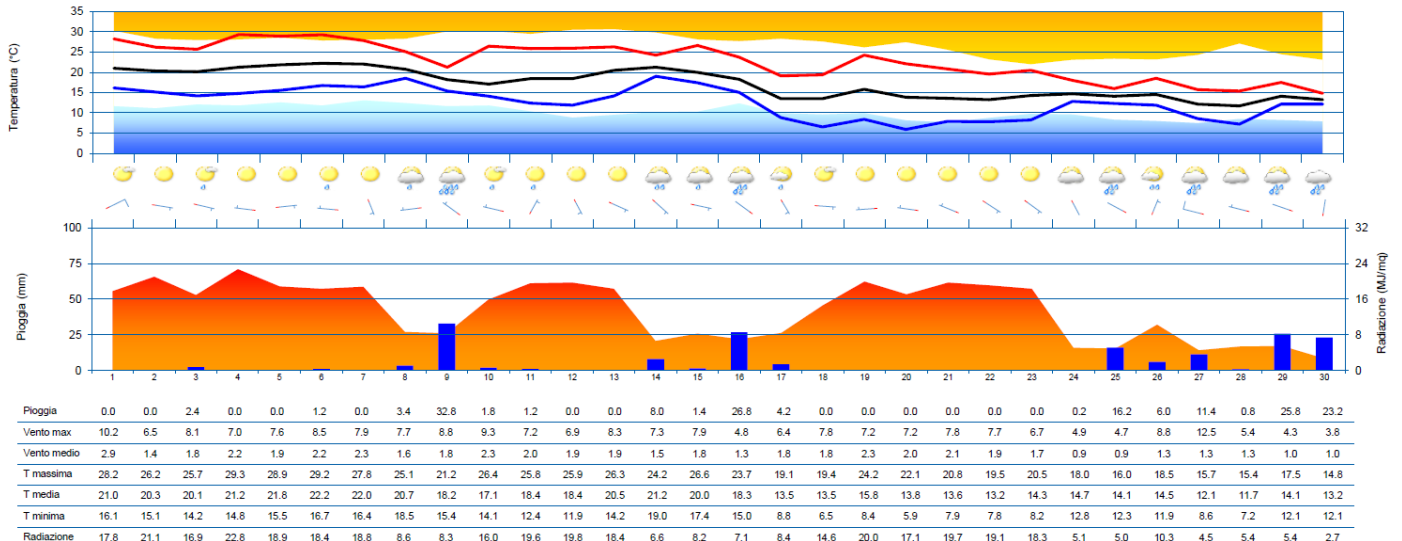 Temperatura (°C)
35
30
25
20
15
10
5
0
Pioggia (mm)
100
75
50
25
0
32
24
16
8
0
Radiazione (MJ/mq)
1 2 3 4 5 6 7 8 9 10 11 12 13 14 15 16 17 18 19 20 21 22 23 24 25 26 27 28 29 30
Pioggia 0.0 0.0 2.4 0.0 0.0 1.2 0.0 3.4 32.8 1.8 1.2 0.0 0.0 8.0 1.4 26.8 4.2 0.0 0.0 0.0 0.0 0.0 0.0 0.2 16.2 6.0 11.4 0.8 25.8 23.2
Vento max 10.2 6.5 8.1 7.0 7.6 8.5 7.9 7.7 8.8 9.3 7.2 6.9 8.3 7.3 7.9 4.8 6.4 7.8 7.2 7.2 7.8 7.7 6.7 4.9 4.7 8.8 12.5 5.4 4.3 3.8
Vento medio 2.9 1.4 1.8 2.2 1.9 2.2 2.3 1.6 1.8 2.3 2.0 1.9 1.9 1.5 1.8 1.3 1.8 1.8 2.3 2.0 2.1 1.9 1.7 0.9 0.9 1.3 1.3 1.3 1.0 1.0
T massima 28.2 26.2 25.7 29.3 28.9 29.2 27.8 25.1 21.2 26.4 25.8 25.9 26.3 24.2 26.6 23.7 19.1 19.4 24.2 22.1 20.8 19.5 20.5 18.0 16.0 18.5 15.7 15.4 17.5 14.8
T media 21.0 20.3 20.1 21.2 21.8 22.2 22.0 20.7 18.2 17.1 18.4 18.4 20.5 21.2 20.0 18.3 13.5 13.5 15.8 13.8 13.6 13.2 14.3 14.7 14.1 14.5 12.1 11.7 14.1 13.2
T minima 16.1 15.1 14.2 14.8 15.5 16.7 16.4 18.5 15.4 14.1 12.4 11.9 14.2 19.0 17.4 15.0 8.8 6.5 8.4 5.9 7.9 7.8 8.2 12.8 12.3 11.9 8.6 7.2 12.1 12.1
Radiazione 17.8 21.1 16.9 22.8 18.9 18.4 18.8 8.6 8.3 16.0 19.6 19.8 18.4 6.6 8.2 7.1 8.4 14.6 20.0 17.1 19.7 19.1 18.3 5.1 5.0 10.3 4.5 5.4 5.4 2.7